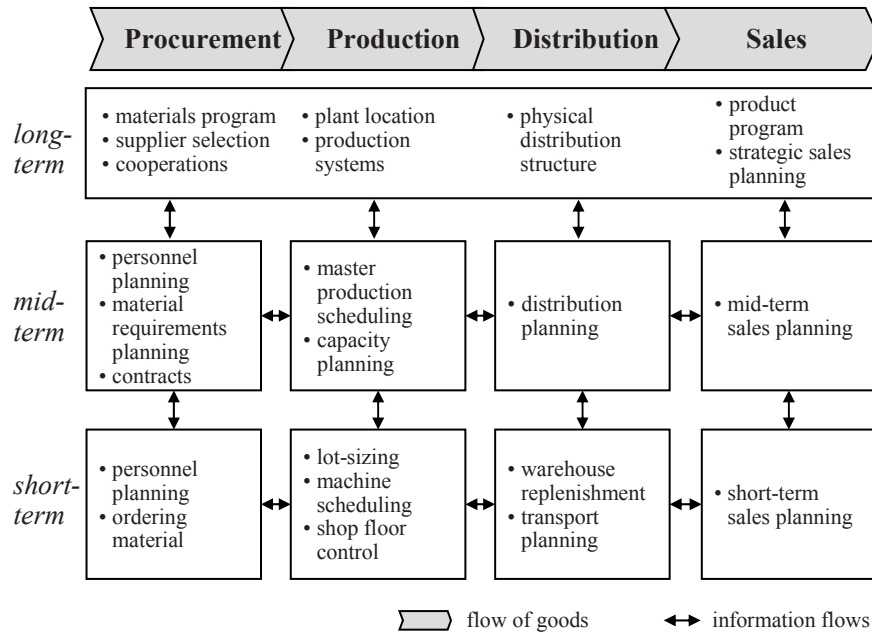 Procurement Production Distribution Sales
long-
term
• materials program
• supplier selection
• cooperations
• plant location
• production
systems
• physical
distribution
structure
• product
program
• strategic sales
planning
mid-
term
• personnel
planning
• material
requirements
planning
• contracts
• master
production
scheduling
• capacity
planning
• distribution
planning
• mid-term
sales planning
short-
term
• personnel
planning
• ordering
material
• lot-sizing
• machine
scheduling
• shop floor
control
• warehouse
replenishment
• transport
planning
• short-term
sales planning
flow of goods
information flows